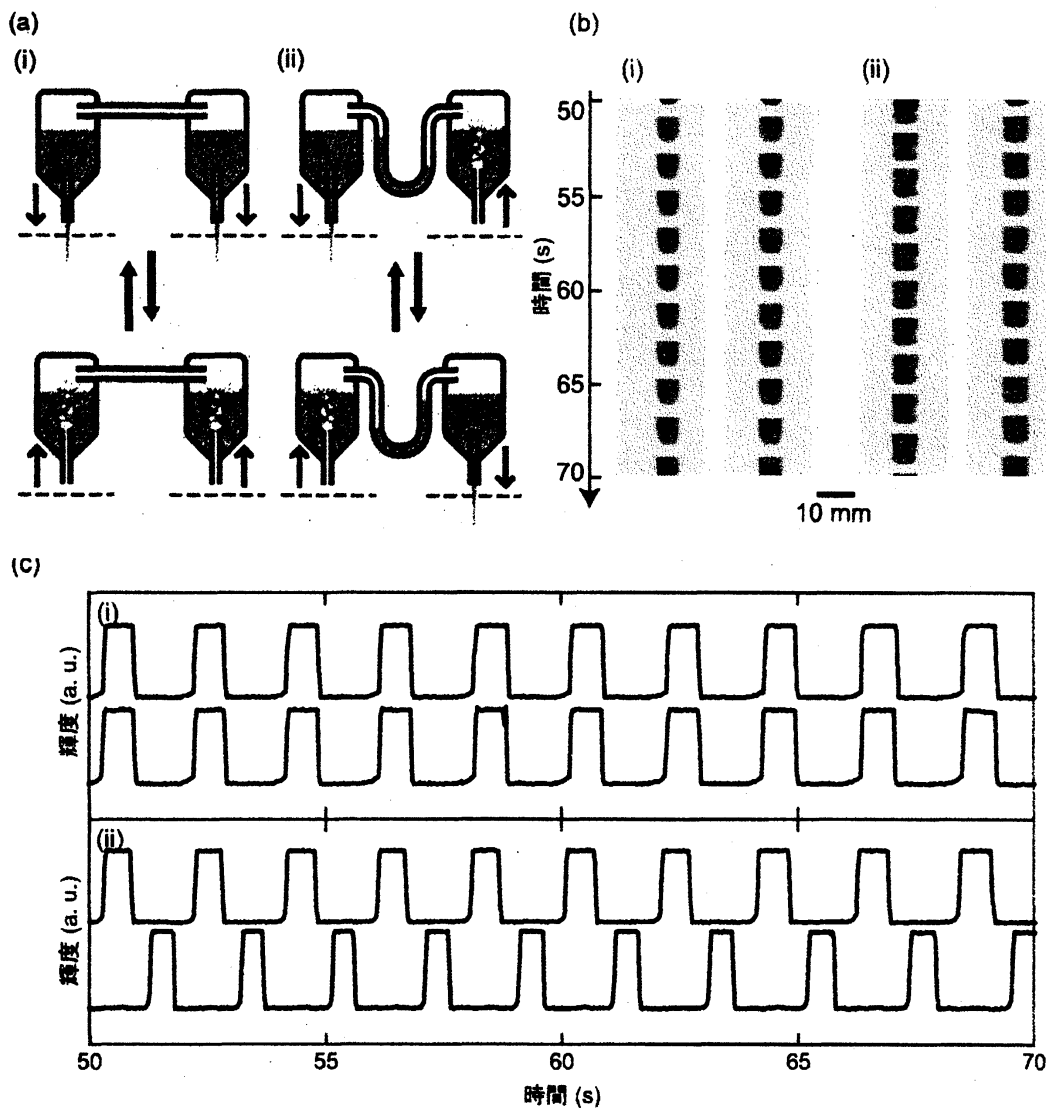 (a)
(i) (ii)
(b)
(i) (ii)
50
55
60
65
70
時間 (s)
10 mm
(c)
(i)
輝度 (a. u.)
(ii)
輝度 (a. u.)
50 55 60 65 70
時間 (s)